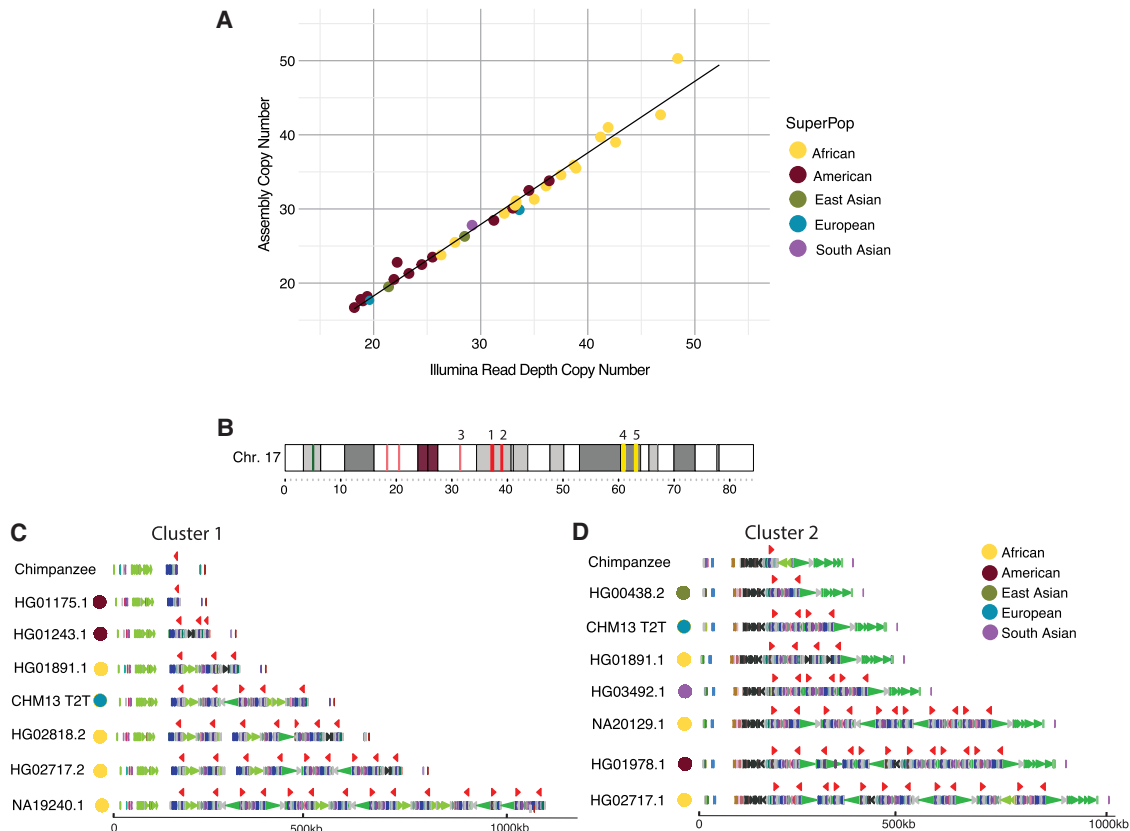 A
50
40
30
20
Assembly Copy Number
20 30 40 50
Illumina Read Depth Copy Number
SuperPop
African
American
East Asian
European
South Asian
B
3 1 2 4 5
Chr. 17
0 10 20 30 40 50 60 70 80
C
Cluster 1
Chimpanzee
HG01175.1
HG01243.1
HG01891.1
CHM13 T2T
HG02818.2
HG02717.2
NA19240.1
0 500kb 1000kb
D
Cluster 2
Chimpanzee
HG00438.2
CHM13 T2T
HG01891.1
HG03492.1
NA20129.1
HG01978.1
HG02717.1
0 500kb 1000kb
African
American
East Asian
European
South Asian